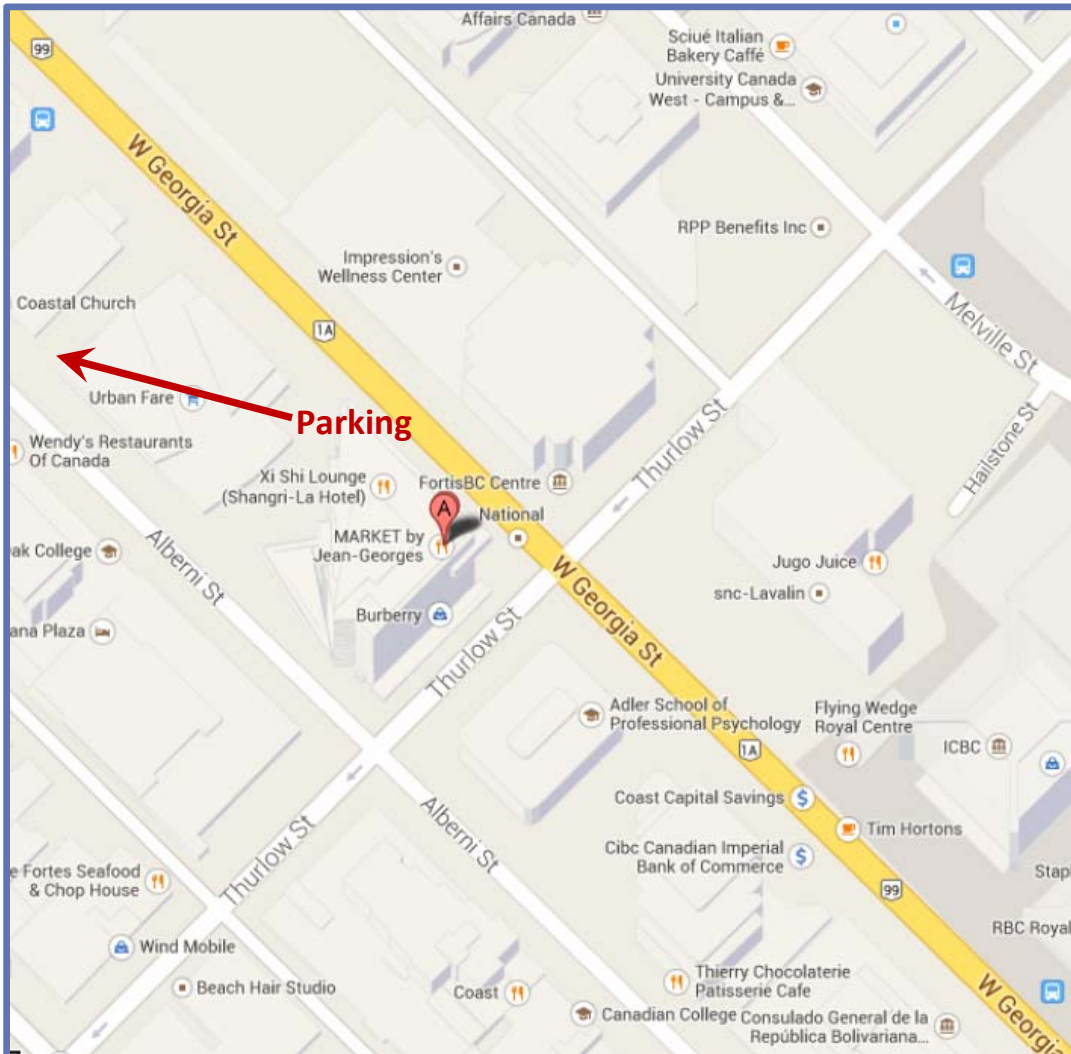 Affairs Canada
99
Sciué Italian
Bakery Caffé
University Canada
West - Campus &...
W Georgia St
RPP Benefits Inc
Impression's
Wellness Center
Coastal Church
1A
Melville St
Urban Fare
Parking
Thurlow St
Hailstone St
Wendy's Restaurants
Of Canada
Xi Shi Lounge
(Shangri-La Hotel)
FortisBC Centre
A
National
MARKET by
Jean-Georges
ak College
Alberni St
Jugo Juice
W Georgia St
snc-Lavalin
Burberry
ana Plaza
Thurlow St
Adler School of
Professional Psychology
Flying Wedge
Royal Centre
1A
ICBC
Coast Capital Savings
Alberni St
Tim Hortons
Thurlow St
Cibc Canadian Imperial
Bank of Commerce
e Fortes Seafood
& Chop House
99
Stap
RBC Royal
Wind Mobile
Beach Hair Studio
Coast
Thierry Chocolaterie
Patisserie Cafe
W Georgia
Canadian College
Consulado General de la
República Bolivariana...